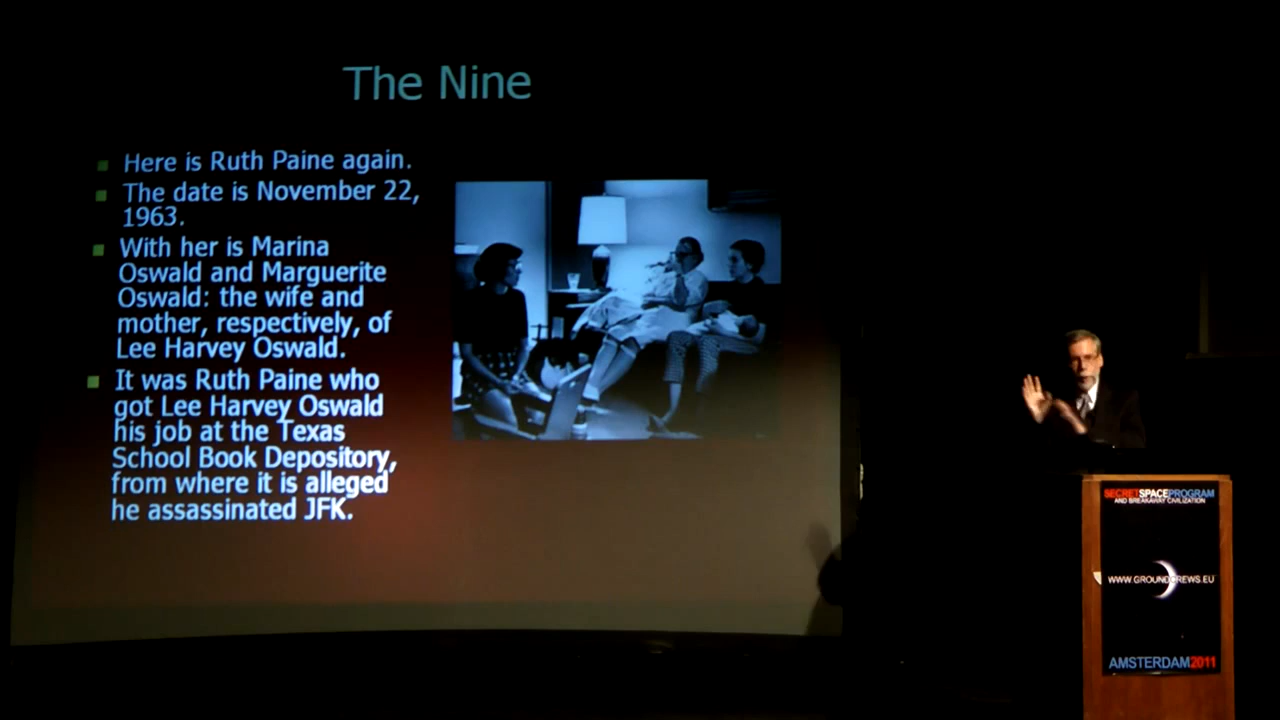 The Nine
Here is Ruth Paine again.
The date is November 22,
1963.
With her is Marina
Oswald and Marguerite
Oswald: the wife and
mother, respectively, of
Lee Harvey Oswald.
It was Ruth Paine who
got Lee Harvey Oswald
his job at the Texas
School Book Depository,
from where it is alleged
he assassinated JFK.
SECRETSPACEPROGRAM
AND BREAKAWAY CIVILIZATION
WWW.GROUNDCREWS.EU
AMSTERDAM2011